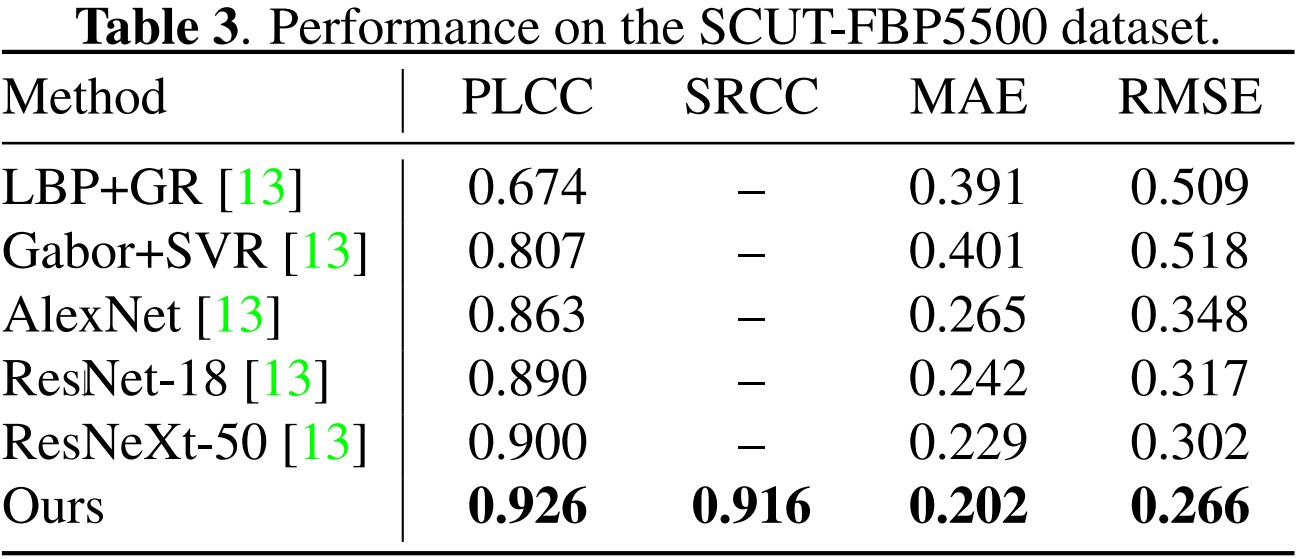 Table 3. Performance on the SCUT-FBP5500 dataset.
Method PLCC SRCC MAE RMSE
LBP+GR [13] 0.674 – 0.391 0.509
Gabor+SVR [13] 0.807 – 0.401 0.518
AlexNet [13] 0.863 – 0.265 0.348
ResNet-18 [13] 0.890 – 0.242 0.317
ResNeXt-50 [13] 0.900 – 0.229 0.302
Ours 0.926 0.916 0.202 0.266